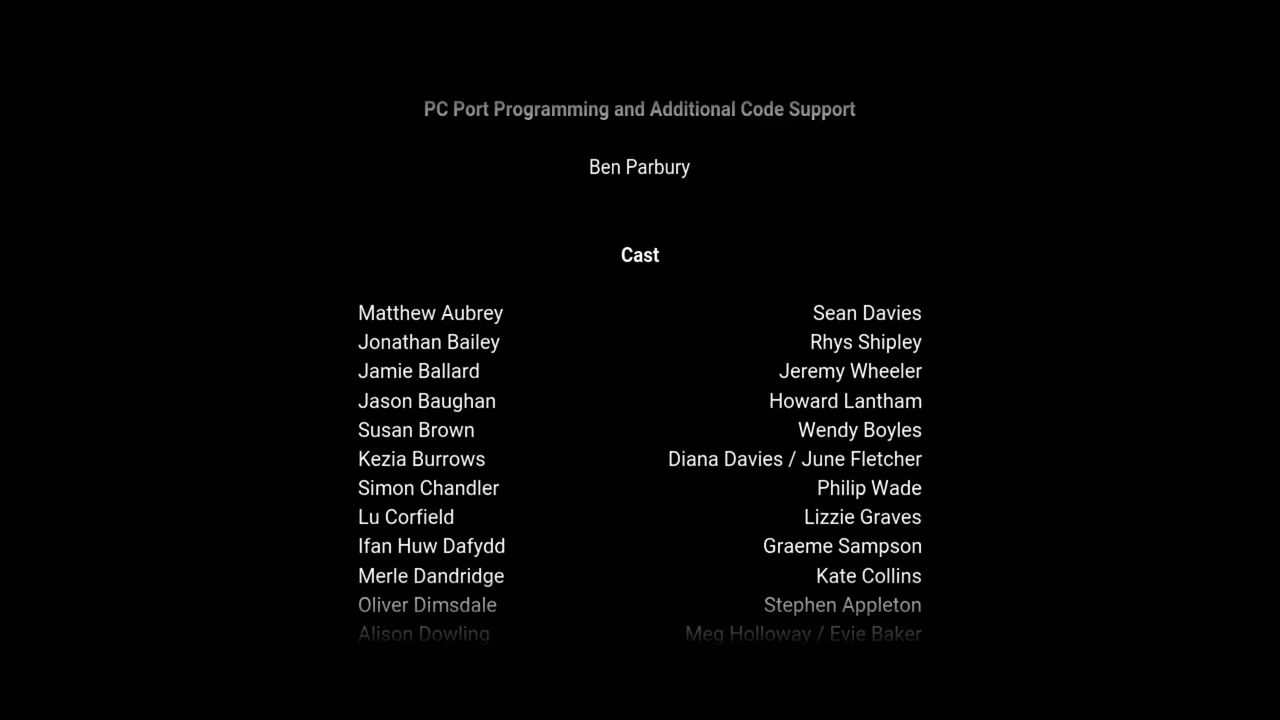 PC Port Programming and Additional Code Support
Ben Parbury
Cast
Matthew Aubrey Sean Davies
Jonathan Bailey Rhys Shipley
Jamie Ballard Jeremy Wheeler
Jason Baughan Howard Lantham
Susan Brown Wendy Boyles
Kezia Burrows Diana Davies / June Fletcher
Simon Chandler Philip Wade
Lu Corfield Lizzie Graves
Ifan Huw Dafydd Graeme Sampson
Merle Dandridge Kate Collins
Oliver Dimsdale Stephen Appleton
Alison Dowling Meg Holloway / Evie Baker